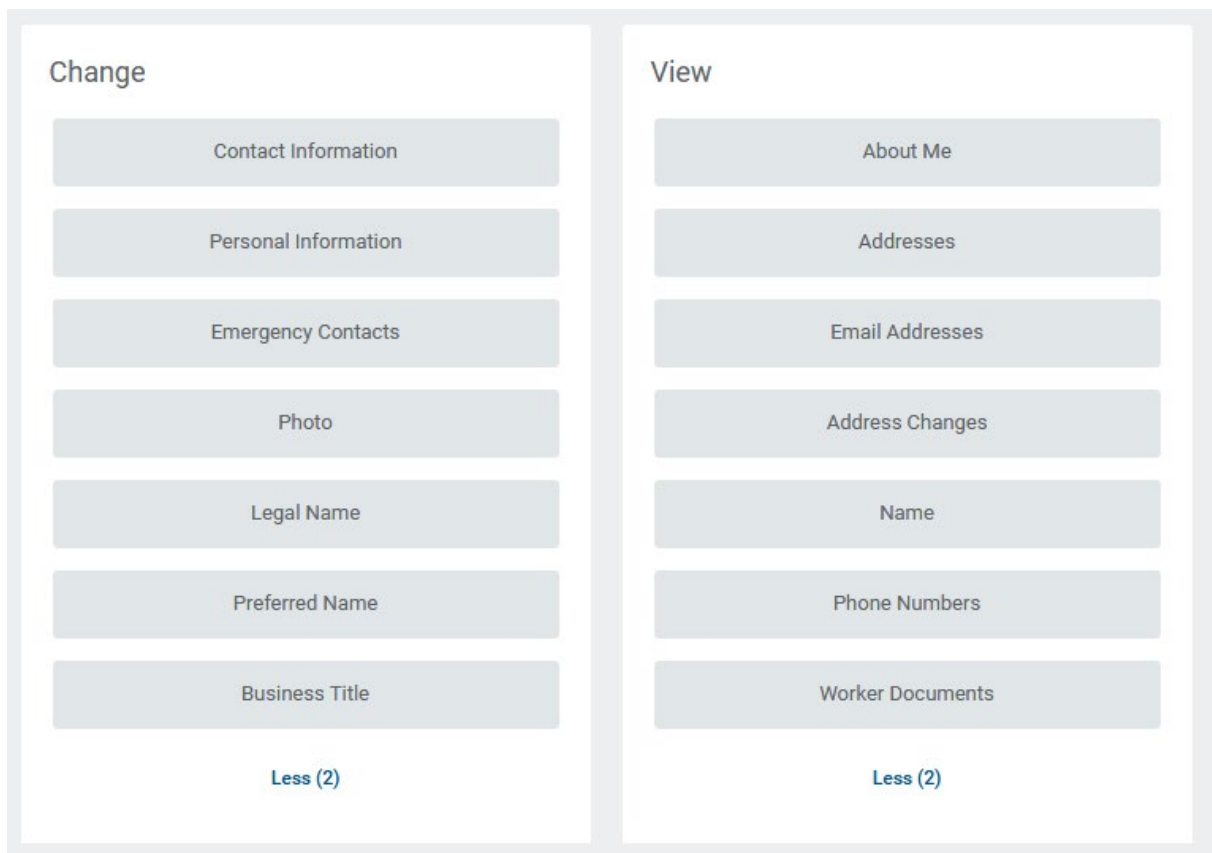 Change
Contact Information
Personal Information
Emergency Contacts
Photo
Legal Name
Preferred Name
Business Title
Less (2)
View
About Me
Addresses
Email Addresses
Address Changes
Name
Phone Numbers
Worker Documents
Less (2)